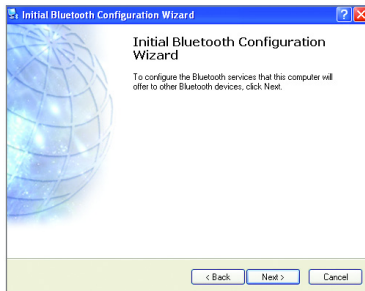 Initial Bluetooth Configuration Wizard
Initial Bluetooth Configuration
Wizard
To configure the Bluetooth services that this computer will
offer to other Bluetooth devices, click Next.
< Back
Next >
Cancel